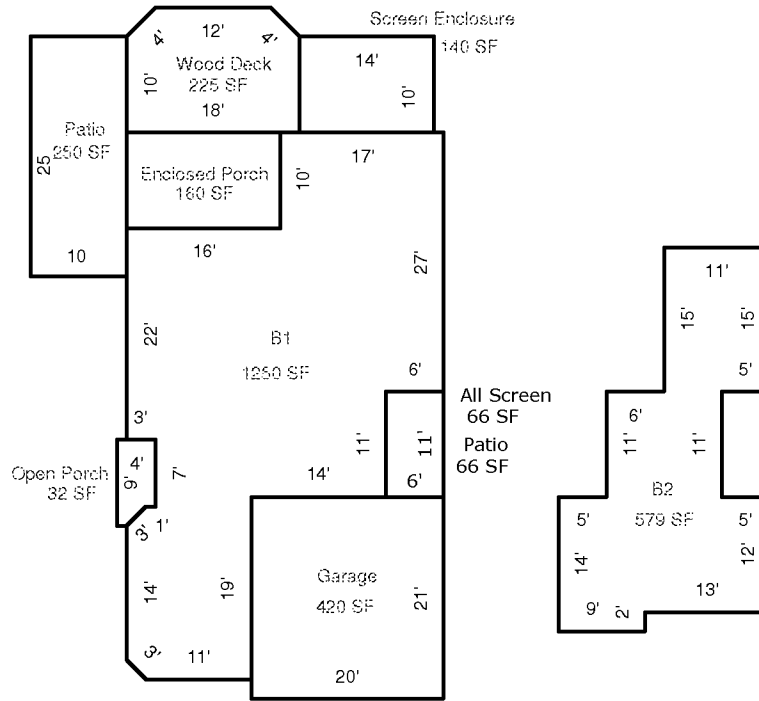 Screen Enclosure
140 SF
4'
12'
4'
14'
Wood Deck
225 SF
10'
18'
10'
Patio
250 SF
25
10
Enclosed Porch
160 SF
10'
17'
16'
27'
22'
B1
1250 SF
6'
3'
All Screen
66 SF
Patio
66 SF
11'
11'
6'
14'
Open Porch
32 SF
4'
9'
7'
3'
1'
14'
19'
Garage
420 SF
21'
20'
3'
11'
11'
15'
15'
5'
6'
11'
11'
B2
579 SF
5'
5'
14'
12'
13'
9'
2'